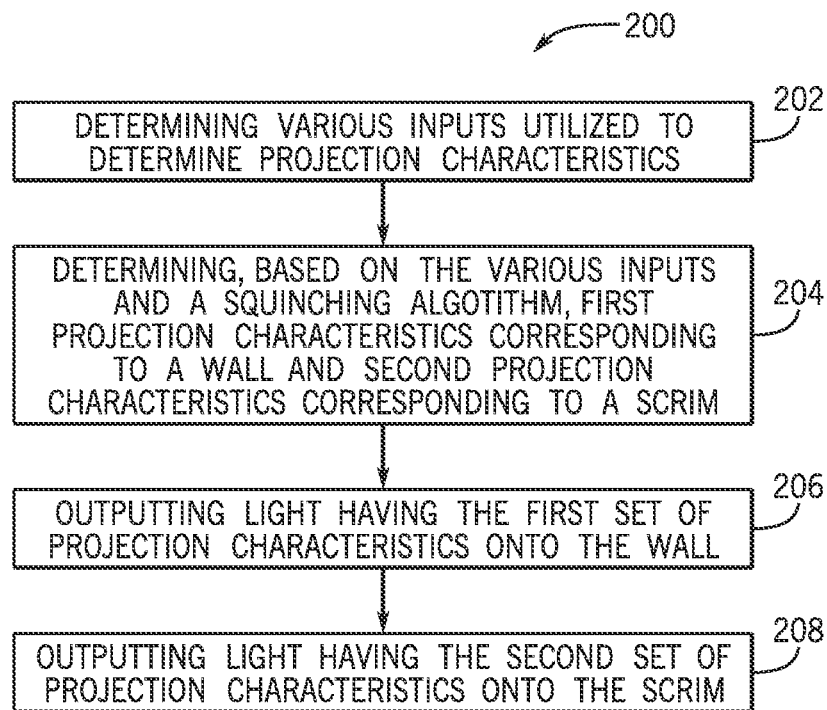 200
202
DETERMINING VARIOUS INPUTS UTILIZED TO
DETERMINE PROJECTION CHARACTERISTICS
204
DETERMINING, BASED ON THE VARIOUS INPUTS
AND A SQUINCHING ALGOTITHM, FIRST
PROJECTION CHARACTERISTICS CORRESPONDING
TO A WALL AND SECOND PROJECTION
CHARACTERISTICS CORRESPONDING TO A SCRIM
206
OUTPUTTING LIGHT HAVING THE FIRST SET OF
PROJECTION CHARACTERISTICS ONTO THE WALL
208
OUTPUTTING LIGHT HAVING THE SECOND SET OF
PROJECTION CHARACTERISTICS ONTO THE SCRIM